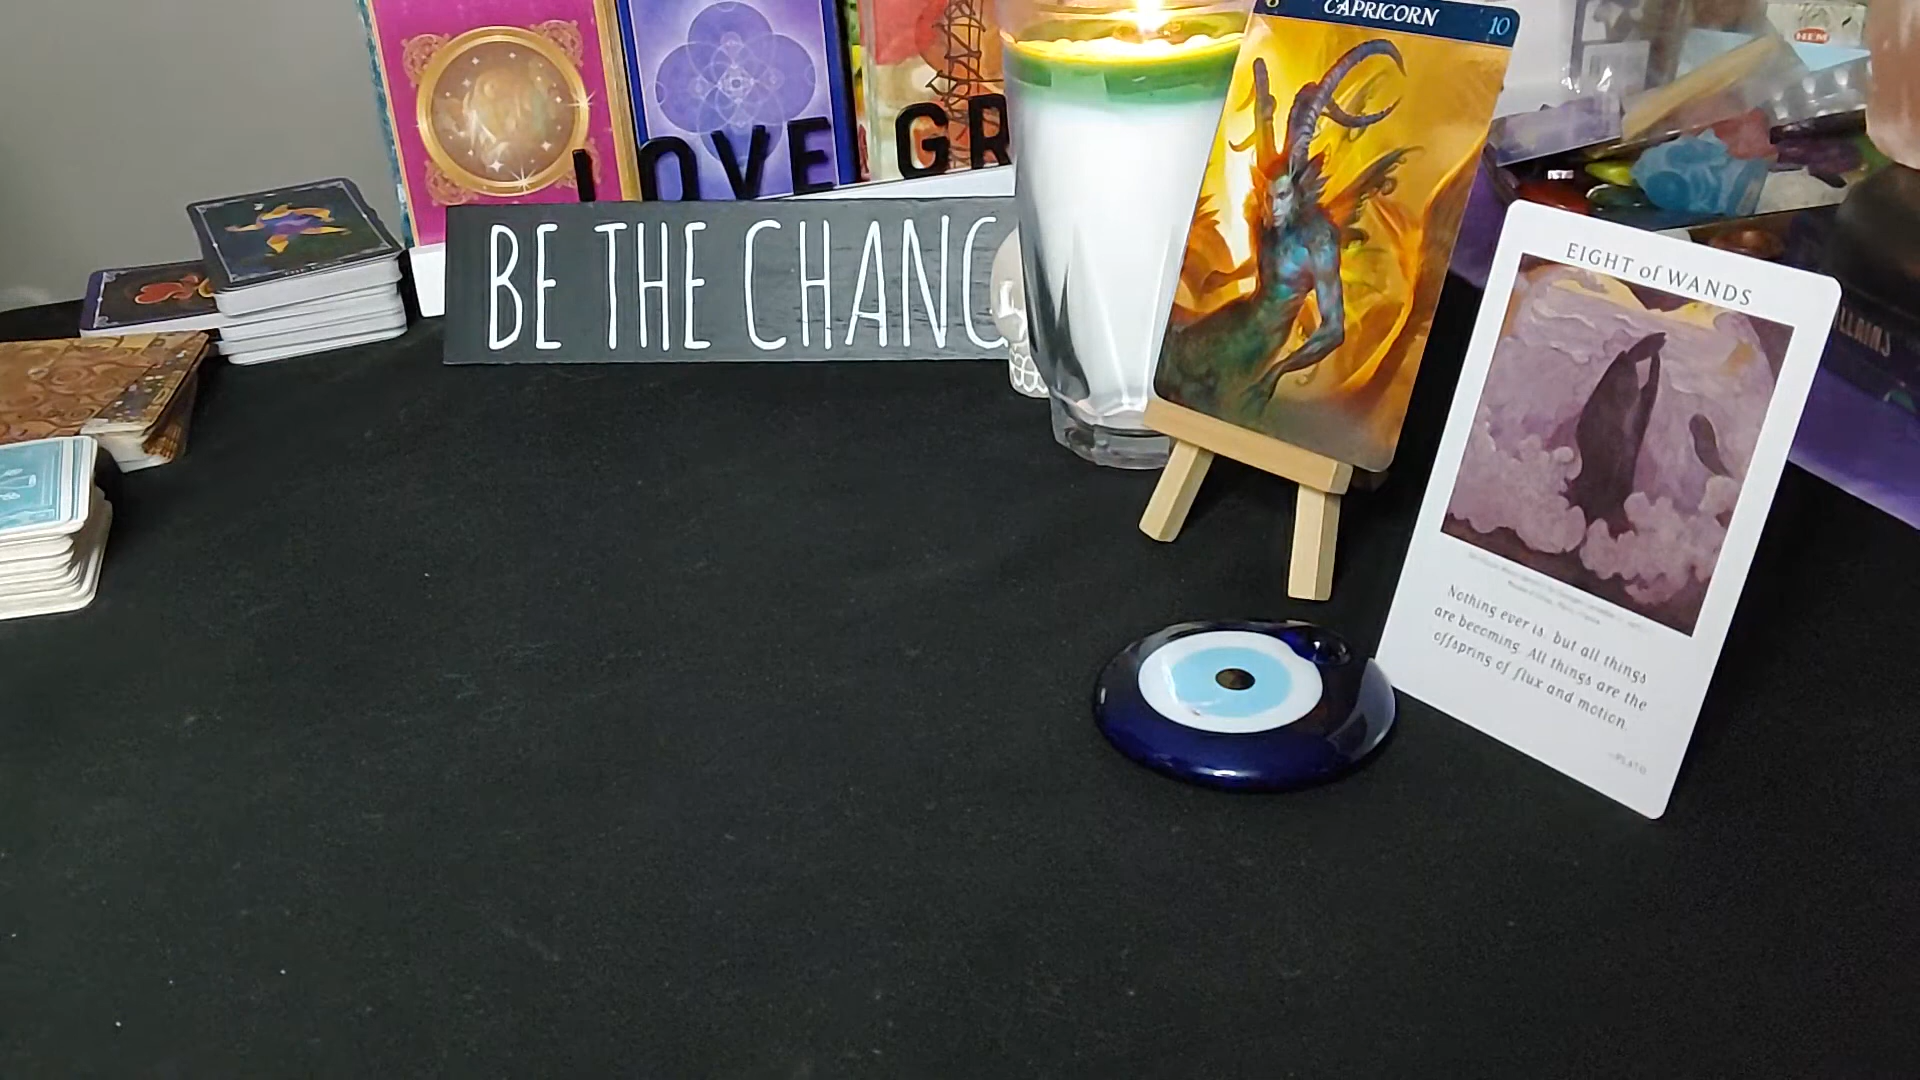 CAPRICORN 10
HEM
LOVE GR
BE THE CHANG
EIGHT of WANDS
Nothing ever is, but all things
are becoming. All things are the
offspring of flux and motion.
—PLATO